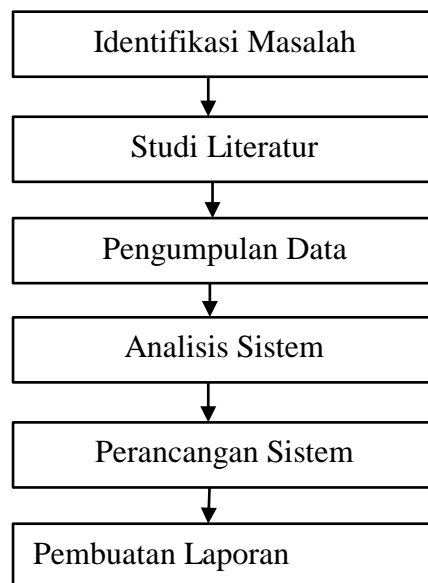 Identifikasi Masalah
Studi Literatur
Pengumpulan Data
Analisis Sistem
Perancangan Sistem
Pembuatan Laporan